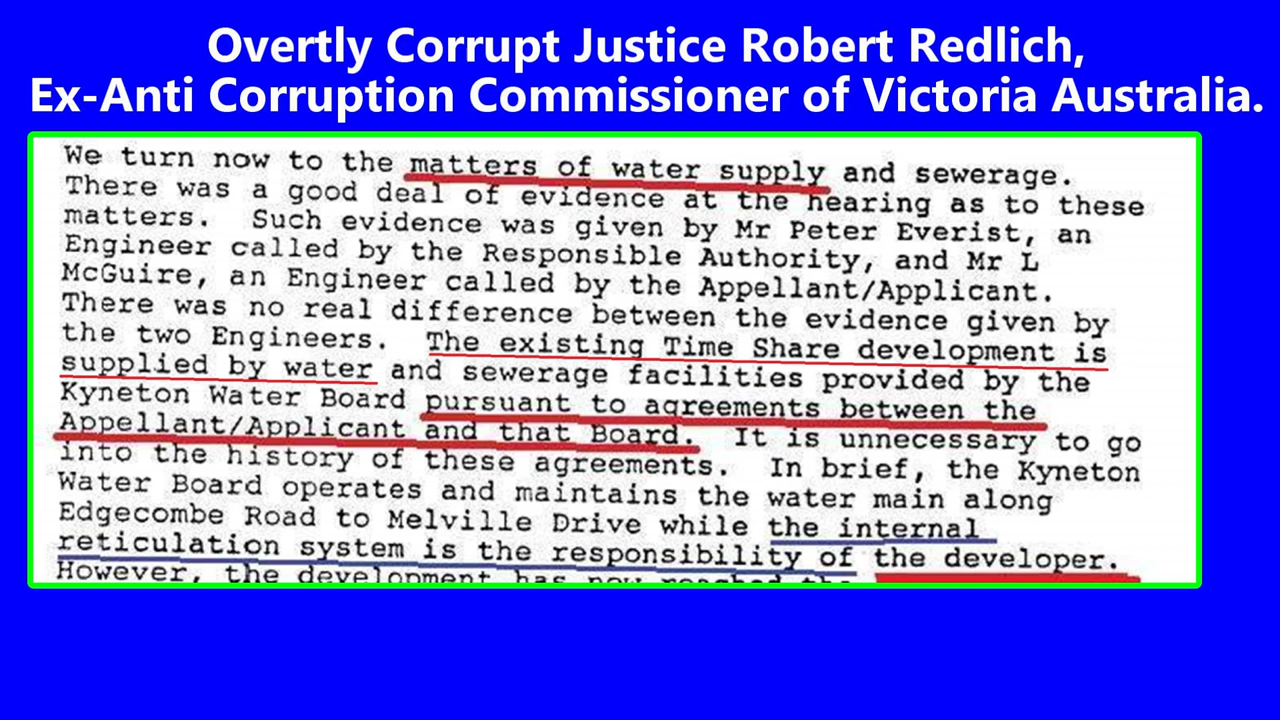 Overtly Corrupt Justice Robert Redlich,
Ex-Anti Corruption Commissioner of Victoria Australia.
We turn now to the matters of water supply and sewerage.
There was a good deal of evidence at the hearing as to these
matters. Such evidence was given by Mr Peter Everist, an
Engineer called by the Responsible Authority, and Mr L
McGuire, an Engineer called by the Appellant/Applicant.
There was no real difference between the evidence given by
the two Engineers. The existing Time Share development is
supplied by water and sewerage facilities provided by the
Kyneton Water Board pursuant to agreements between the
Appellant/Applicant and that Board. It is unnecessary to go
into the history of these agreements. In brief, the Kyneton
Water Board operates and maintains the water main along
Edgecombe Road to Melville Drive while the internal
reticulation system is the responsibility of the developer.
However, the development has now reached the